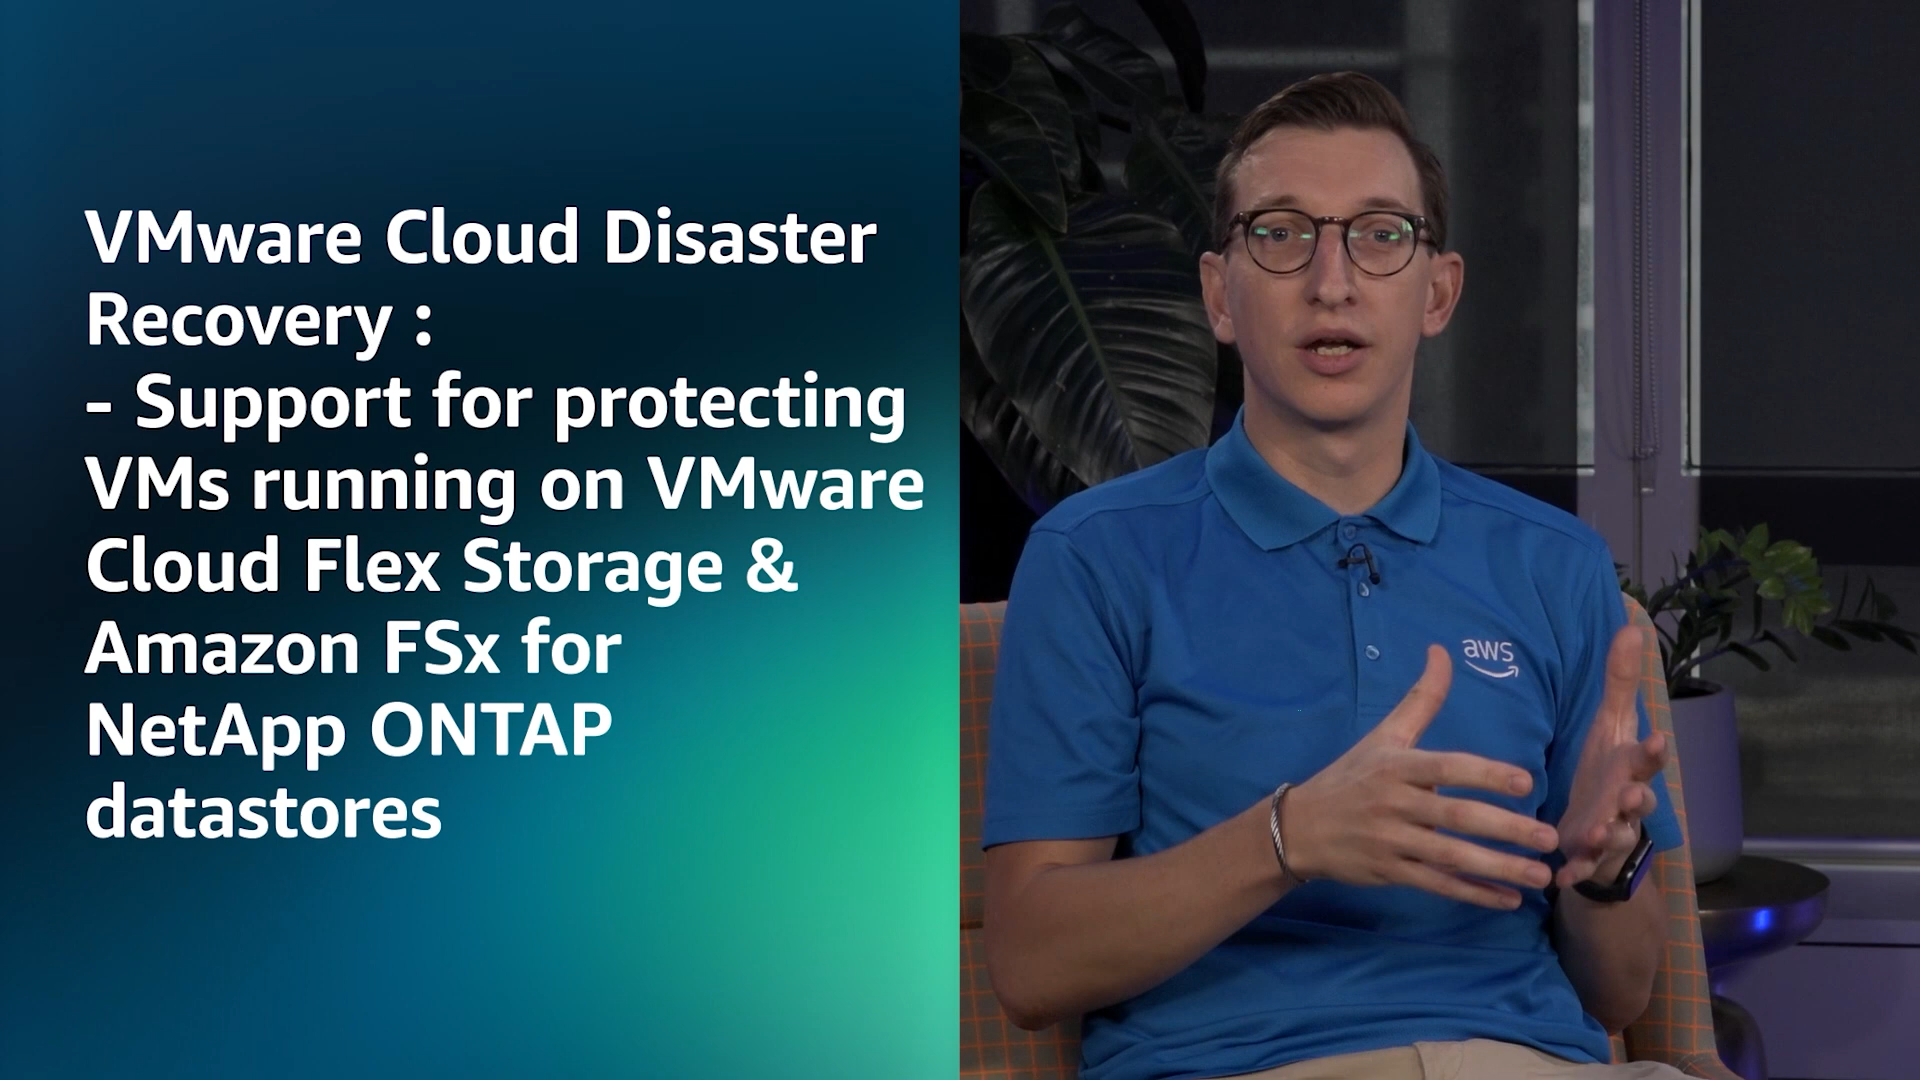 VMware Cloud Disaster
Recovery :
- Support for protecting
VMs running on VMware
Cloud Flex Storage &
Amazon FSx for
NetApp ONTAP
datastores
aws